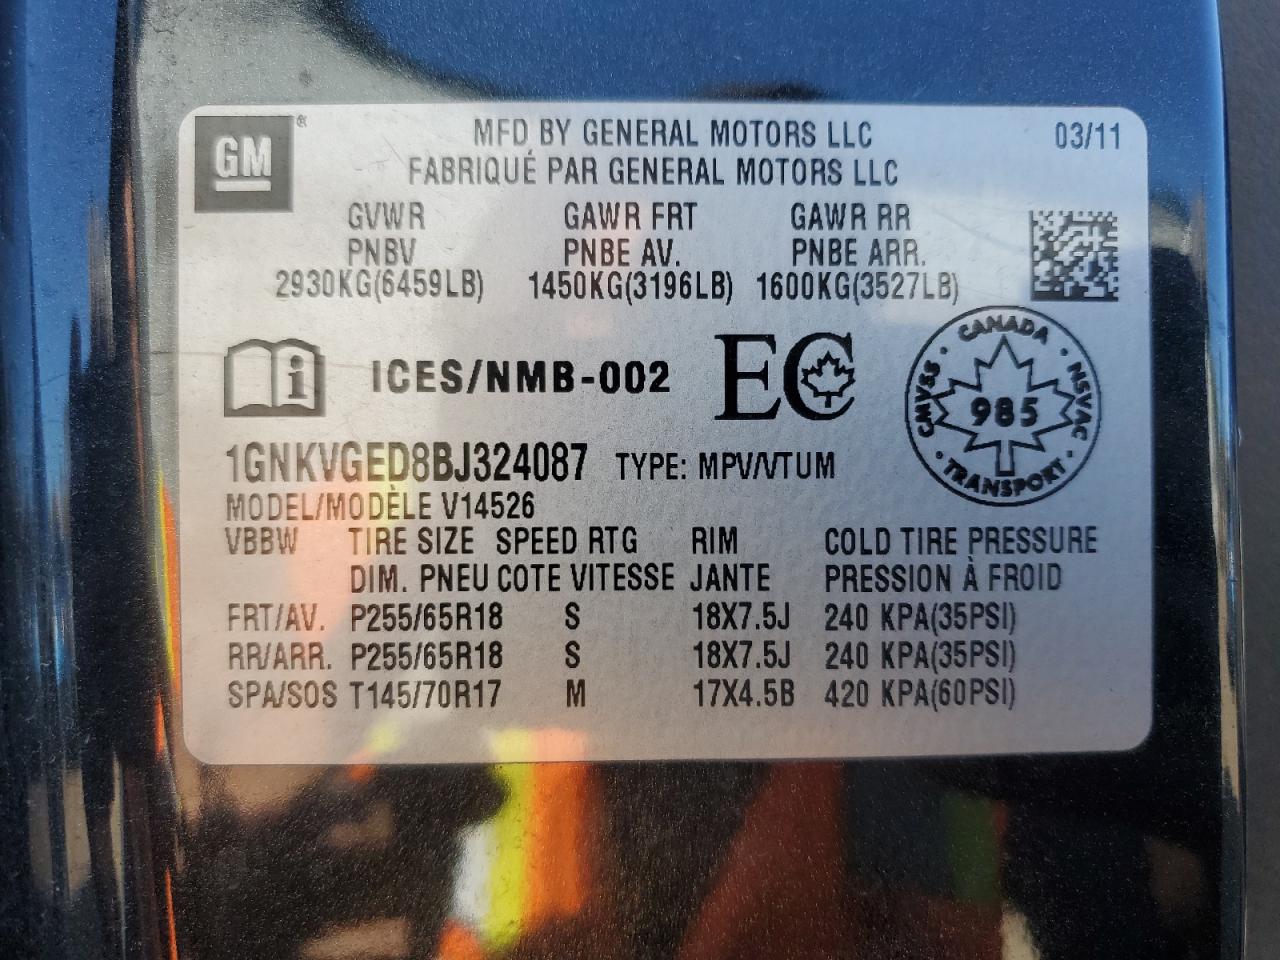 GM ®
MFD BY GENERAL MOTORS LLC 03/11
FABRIQUÉ PAR GENERAL MOTORS LLC
GVWR GAWR FRT GAWR RR
PNBV PNBE AV. PNBE ARR.
2930KG(6459LB) 1450KG(3196LB) 1600KG(3527LB)
i ICES/NMB-002 EC
CANADA
CMVSS 985 NSVAC
TRANSPORT
1GNKVGED8BJ324087 TYPE: MPV/VTUM
MODEL/MODÈLE V14526
VBBW TIRE SIZE SPEED RTG RIM COLD TIRE PRESSURE
DIM. PNEU COTE VITESSE JANTE PRESSION À FROID
FRT/AV. P255/65R18 S 18X7.5J 240 KPA(35PSI)
RR/ARR. P255/65R18 S 18X7.5J 240 KPA(35PSI)
SPA/SOS T145/70R17 M 17X4.5B 420 KPA(60PSI)